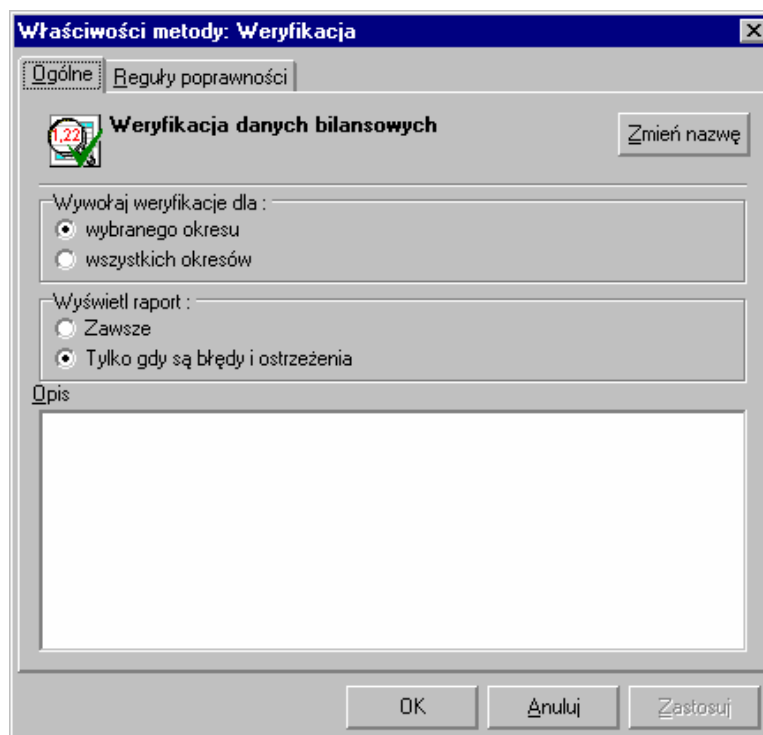 Właściwości metody: Weryfikacja
Ogólne
Reguły poprawności
1,22
Weryfikacja danych bilansowych
Zmień nazwę
Wywołaj weryfikacje dla :
wybranego okresu
wszystkich okresów
Wyświetl raport :
Zawsze
Tylko gdy są błędy i ostrzeżenia
Opis
OK
Anuluj
Zastosuj